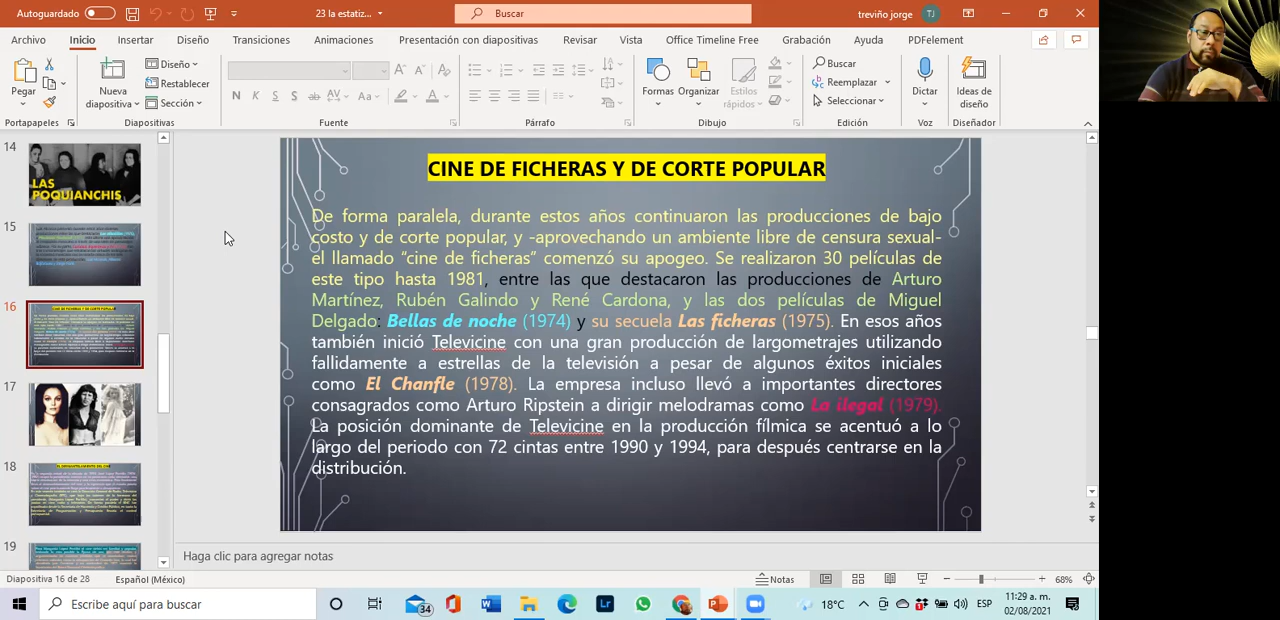 Autoguardado
23 la estatiz...
Buscar
treviño jorge
TJ
Archivo
Inicio
Insertar
Diseño
Transiciones
Animaciones
Presentación con diapositivas
Revisar
Vista
Office Timeline Free
Grabación
Ayuda
PDFelement
Pegar
Nueva
diapositiva
Diseño
Restablecer
Sección
N K S S ab AV Aa A
Formas
Organizar
Estilos
rápidos
Buscar
Reemplazar
Seleccionar
Dictar
Ideas de
diseño
Portapapeles
Diapositivas
Fuente
Párrafo
Dibujo
Edición
Voz
Diseñador
14
LAS
POQUIANCHIS
15
16
17
18
19
CINE DE FICHERAS Y DE CORTE POPULAR
De forma paralela, durante estos años continuaron las producciones de bajo
costo y de corte popular, y –aprovechando un ambiente libre de censura sexual-
el llamado “cine de ficheras” comenzó su apogeo. Se realizaron 30 películas de
este tipo hasta 1981, entre las que destacaron las producciones de Arturo
Martínez, Rubén Galindo y René Cardona, y las dos películas de Miguel
Delgado: Bellas de noche (1974) y su secuela Las ficheras (1975). En esos años
también inició Televicine con una gran producción de largometrajes utilizando
fallidamente a estrellas de la televisión a pesar de algunos éxitos iniciales
como El Chanfle (1978). La empresa incluso llevó a importantes directores
consagrados como Arturo Ripstein a dirigir melodramas como La ilegal (1979).
La posición dominante de Televicine en la producción fílmica se acentuó a lo
largo del periodo con 72 cintas entre 1990 y 1994, para después centrarse en la
distribución.
Haga clic para agregar notas
Diapositiva 16 de 28
Español (México)
Notas
68%
Escribe aquí para buscar
34
18°C
ESP
11:29 a. m.
02/08/2021